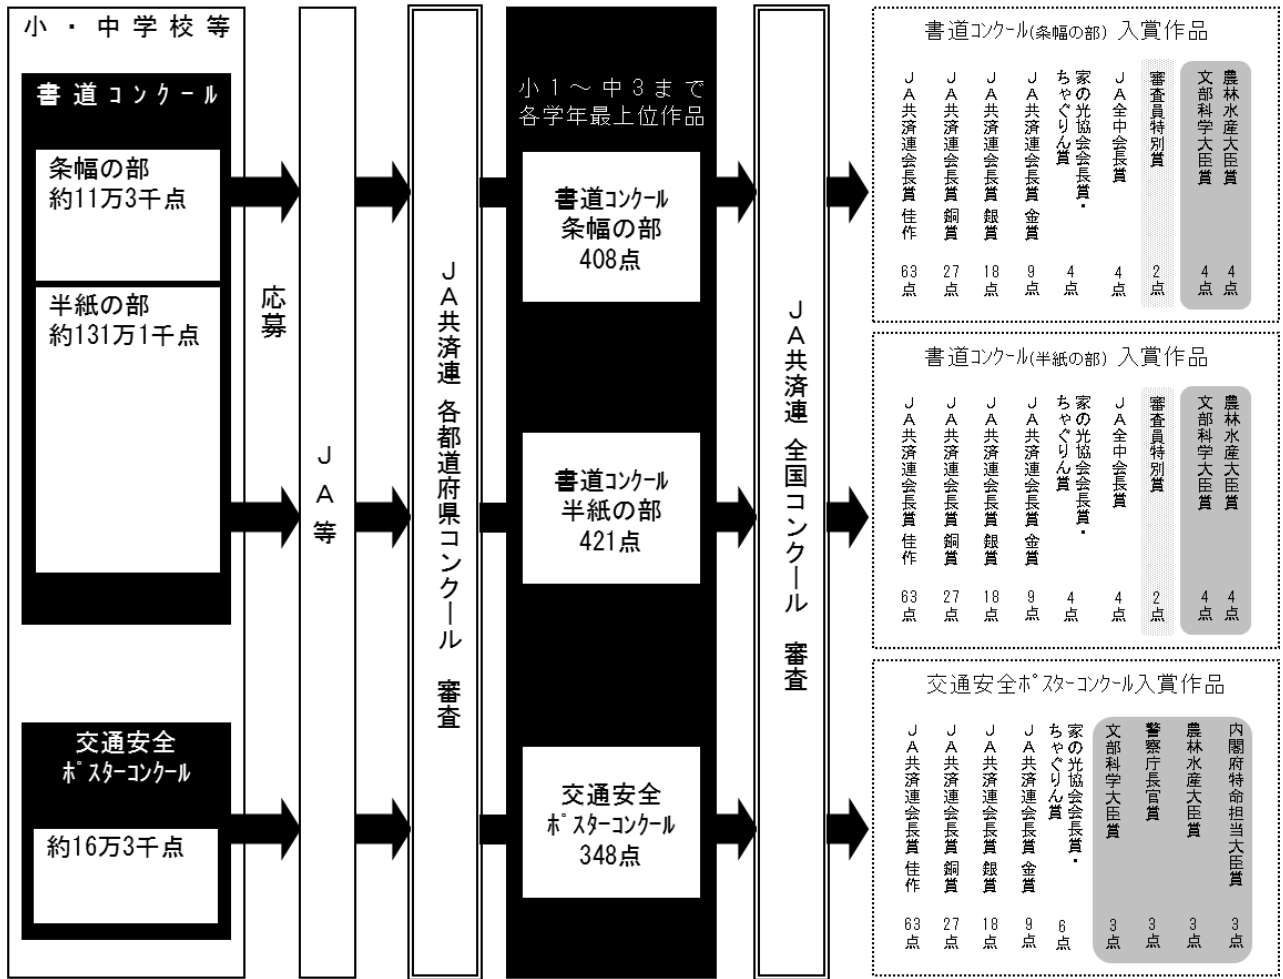 小・中学校等
書道コンクール
条幅の部
約11万3千点
半紙の部
約131万1千点
交通安全
ポスターコンクール
約16万3千点
応募
JA等
JA共済連 各都道府県コンクール 審査
小1～中3まで
各学年最上位作品
書道コンクール
条幅の部
408点
書道コンクール
半紙の部
421点
交通安全
ポスターコンクール
348点
JA共済連 全国コンクール 審査
書道コンクール(条幅の部) 入賞作品
農林水産大臣賞 4点
文部科学大臣賞 4点
審査員特別賞 2点
JA全中会長賞 4点
家の光協会会長賞・
ちゃぐりん賞 4点
JA共済連会長賞 金賞 9点
JA共済連会長賞 銀賞 18点
JA共済連会長賞 銅賞 27点
JA共済連会長賞 佳作 63点
書道コンクール(半紙の部) 入賞作品
農林水産大臣賞 4点
文部科学大臣賞 4点
審査員特別賞 2点
JA全中会長賞 4点
家の光協会会長賞・
ちゃぐりん賞 4点
JA共済連会長賞 金賞 9点
JA共済連会長賞 銀賞 18点
JA共済連会長賞 銅賞 27点
JA共済連会長賞 佳作 63点
交通安全ポスターコンクール入賞作品
内閣府特命担当大臣賞 3点
農林水産大臣賞 3点
警察庁長官賞 3点
文部科学大臣賞 3点
家の光協会会長賞・
ちゃぐりん賞 6点
JA共済連会長賞 金賞 9点
JA共済連会長賞 銀賞 18点
JA共済連会長賞 銅賞 27点
JA共済連会長賞 佳作 63点